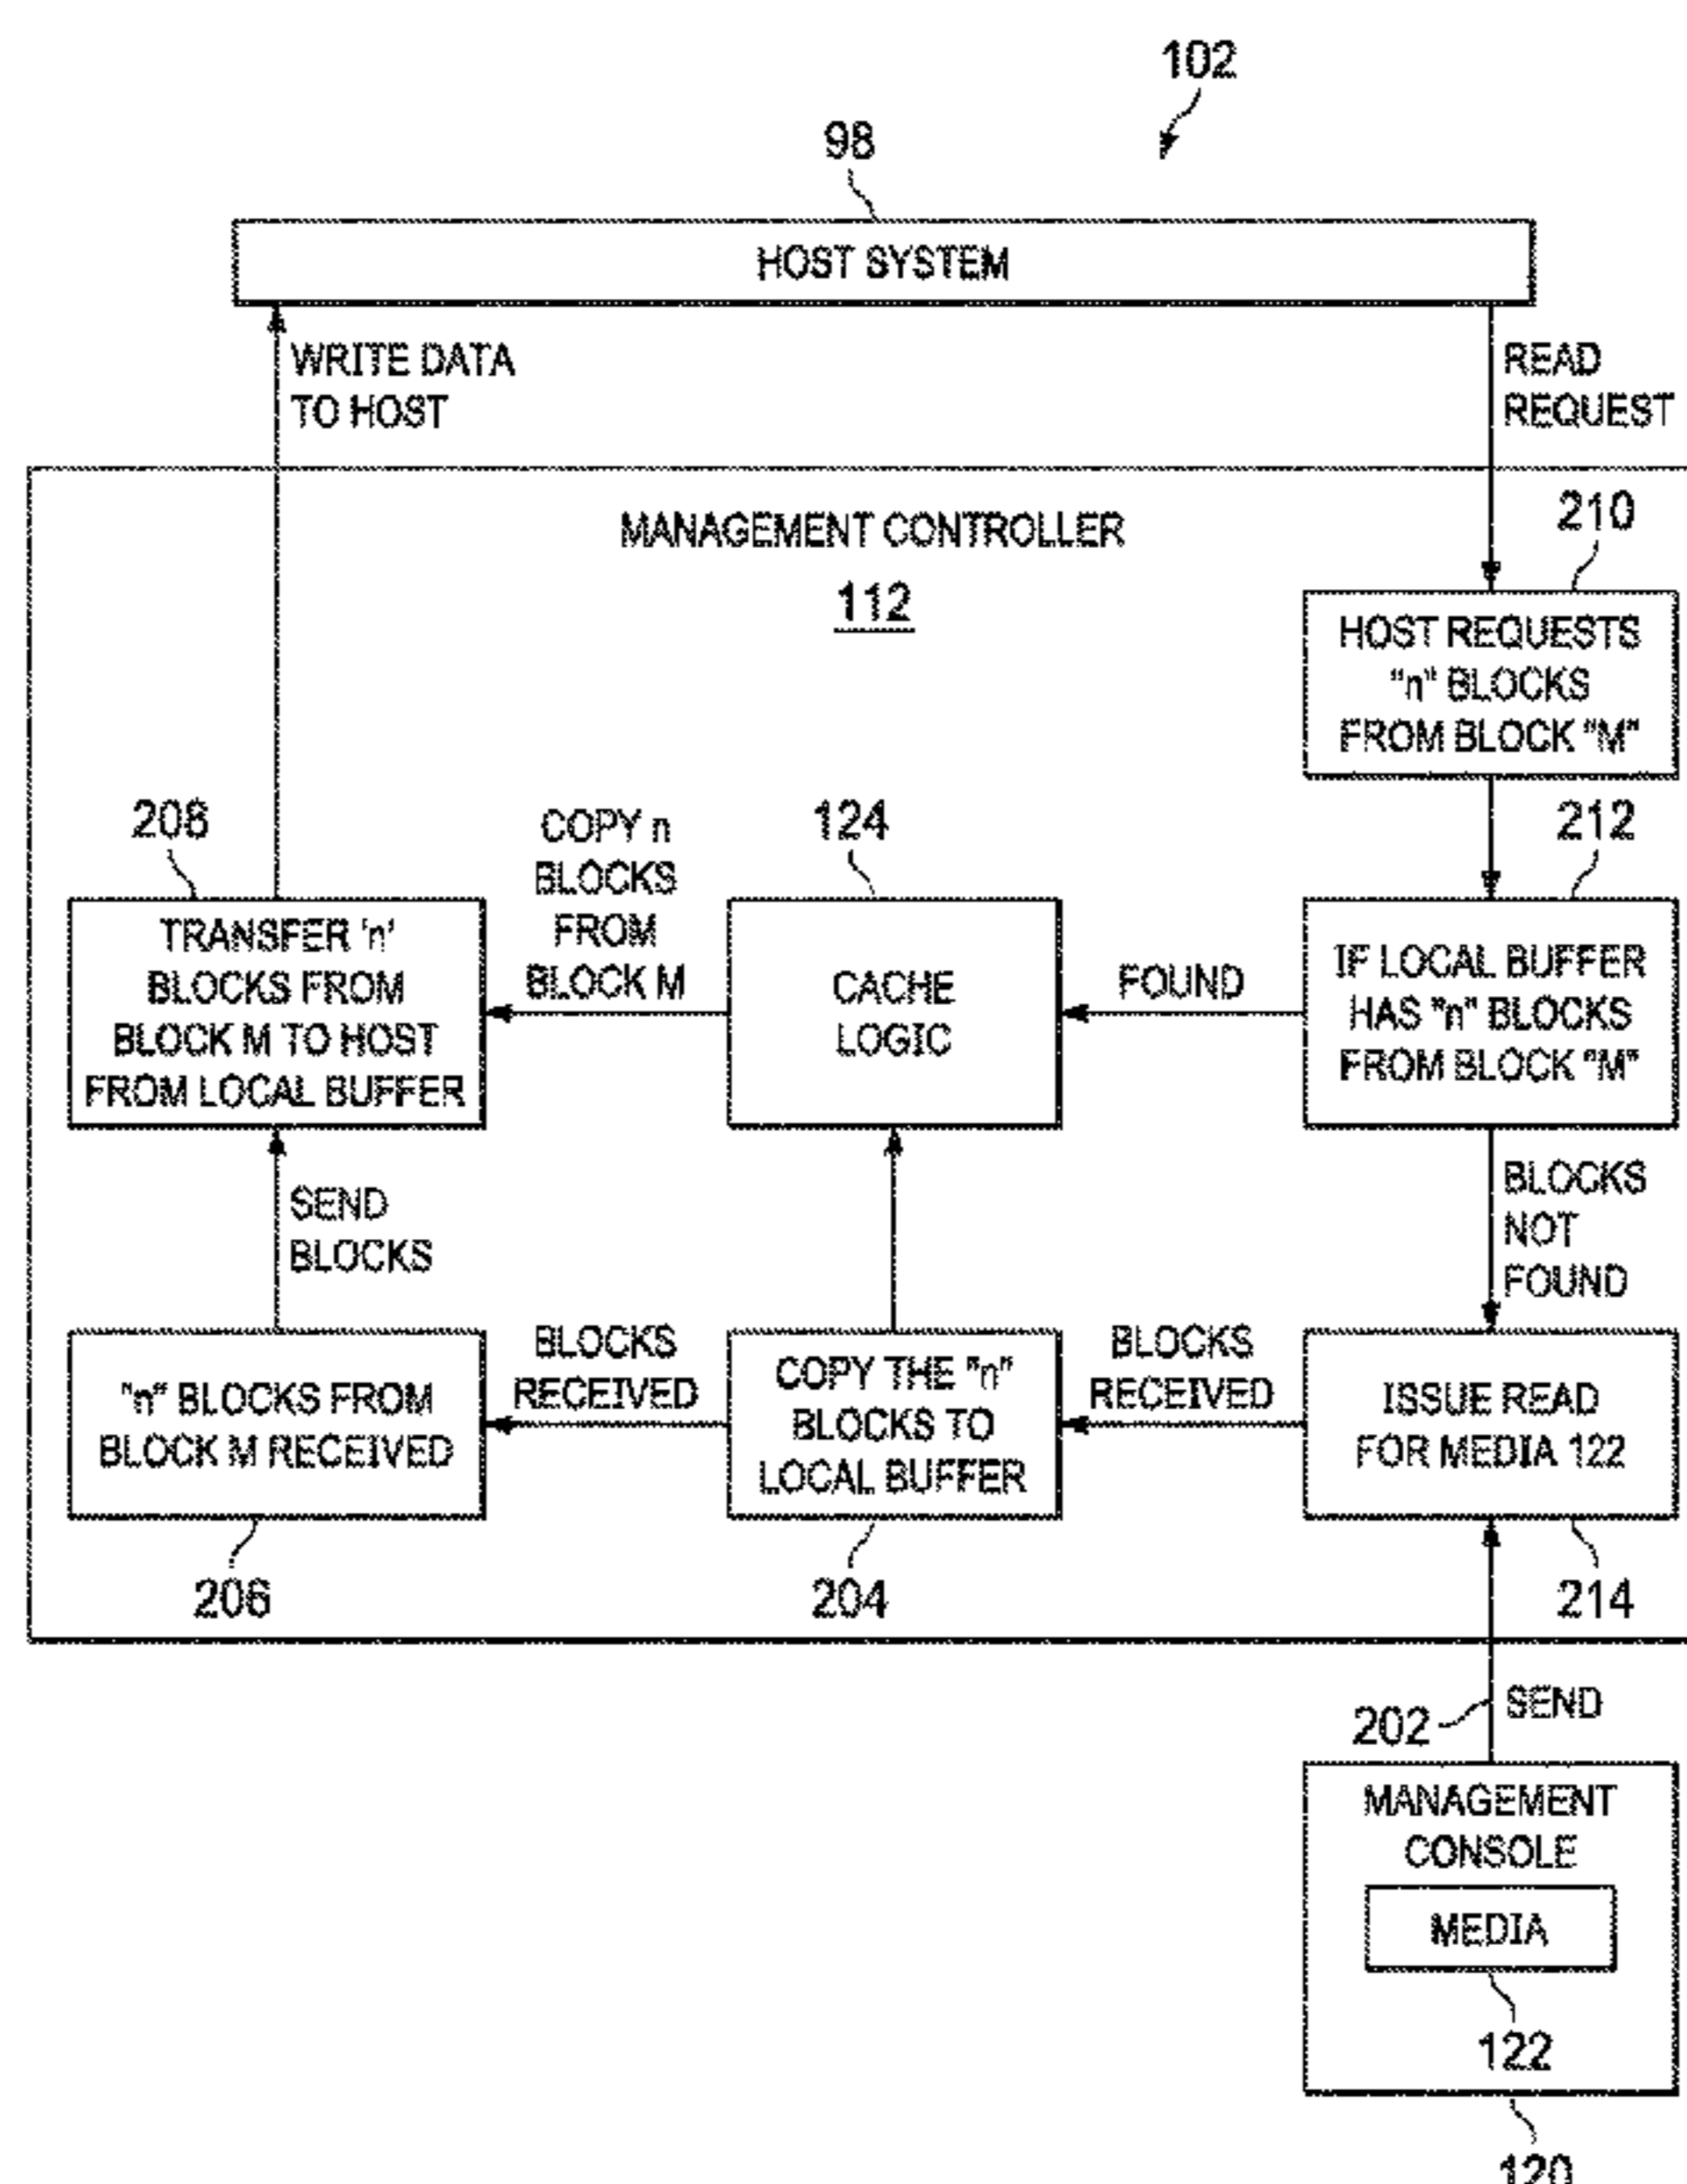 102
98
HOST SYSTEM
WRITE DATA
TO HOST
READ
REQUEST
MANAGEMENT CONTROLLER
112
210
HOST REQUESTS
"n" BLOCKS
FROM BLOCK "M"
208
COPY n
BLOCKS
FROM
BLOCK M
124
212
TRANSFER 'n'
BLOCKS FROM
BLOCK M TO HOST
FROM LOCAL BUFFER
CACHE
LOGIC
FOUND
IF LOCAL BUFFER
HAS "n" BLOCKS
FROM BLOCK "M"
SEND
BLOCKS
BLOCKS
NOT
FOUND
"n" BLOCKS FROM
BLOCK M RECEIVED
BLOCKS
RECEIVED
COPY THE "n"
BLOCKS TO
LOCAL BUFFER
BLOCKS
RECEIVED
ISSUE READ
FOR MEDIA 122
206
204
214
202
SEND
MANAGEMENT
CONSOLE
MEDIA
122
120